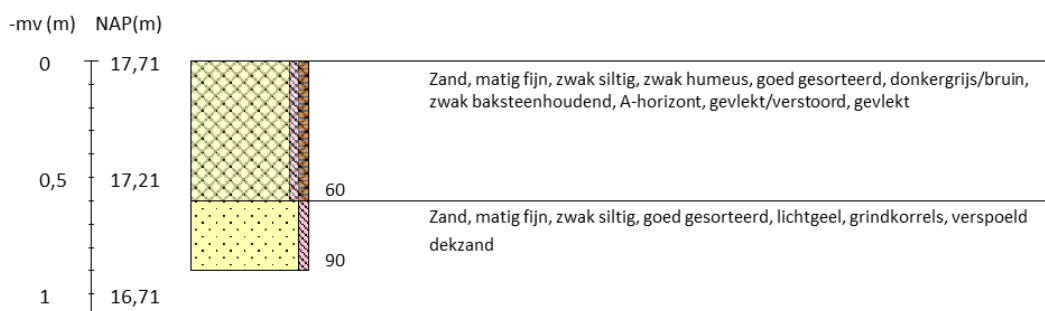 -mv (m) NAP(m)
0 17,71
Zand, matig fijn, zwak siltig, zwak humeus, goed gesorteerd, donkergrijs/bruin,
zwak baksteenhoudend, A-horizont, gevlekt/verstoord, gevlekt
0,5 17,21
60
Zand, matig fijn, zwak siltig, goed gesorteerd, lichtgeel, grindkorrels, verspoeld
dekzand
90
1 16,71